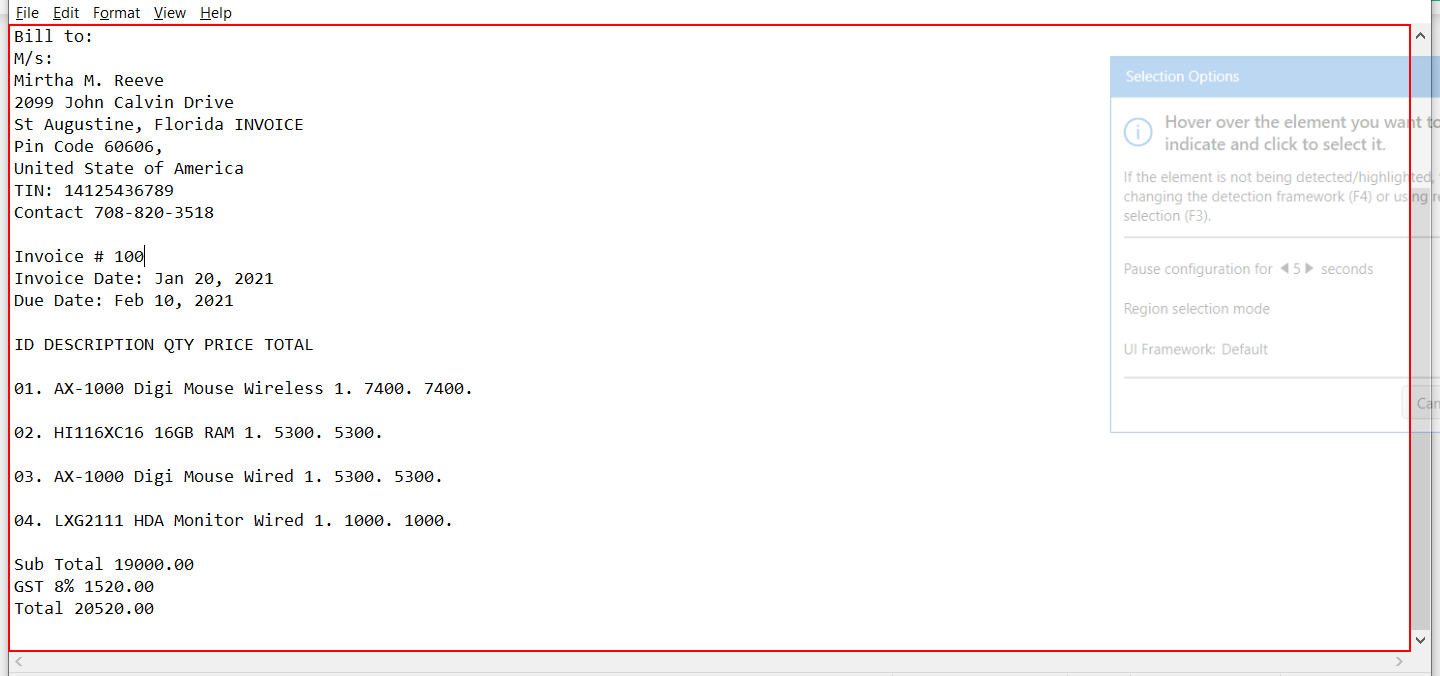 File Edit Format View Help
Bill to:
M/s:
Mirtha M. Reeve
2099 John Calvin Drive
St Augustine, Florida INVOICE
Pin Code 60606,
United State of America
TIN: 14125436789
Contact 708-820-3518
Invoice # 100
Invoice Date: Jan 20, 2021
Due Date: Feb 10, 2021
ID DESCRIPTION QTY PRICE TOTAL
01. AX-1000 Digi Mouse Wireless 1. 7400. 7400.
02. HI116XC16 16GB RAM 1. 5300. 5300.
03. AX-1000 Digi Mouse Wired 1. 5300. 5300.
04. LXG2111 HDA Monitor Wired 1. 1000. 1000.
Sub Total 19000.00
GST 8% 1520.00
Total 20520.00
Selection Options
Hover over the element you want to
indicate and click to select it.
If the element is not being detected/highlighted,
changing the detection framework (F4) or using
selection (F3).
Pause configuration for 5 seconds
Region selection mode
UI Framework: Default